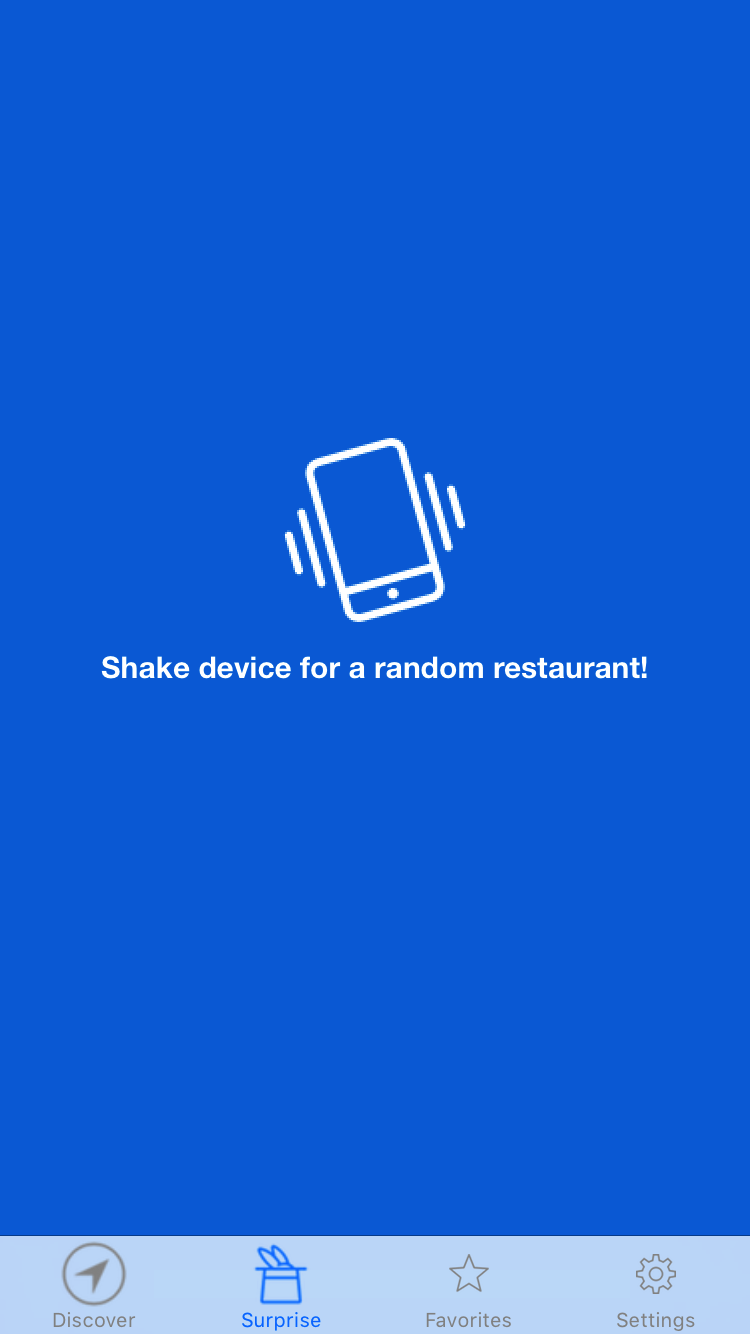 Shake device for a random restaurant!
Discover
Surprise
Favorites
Settings